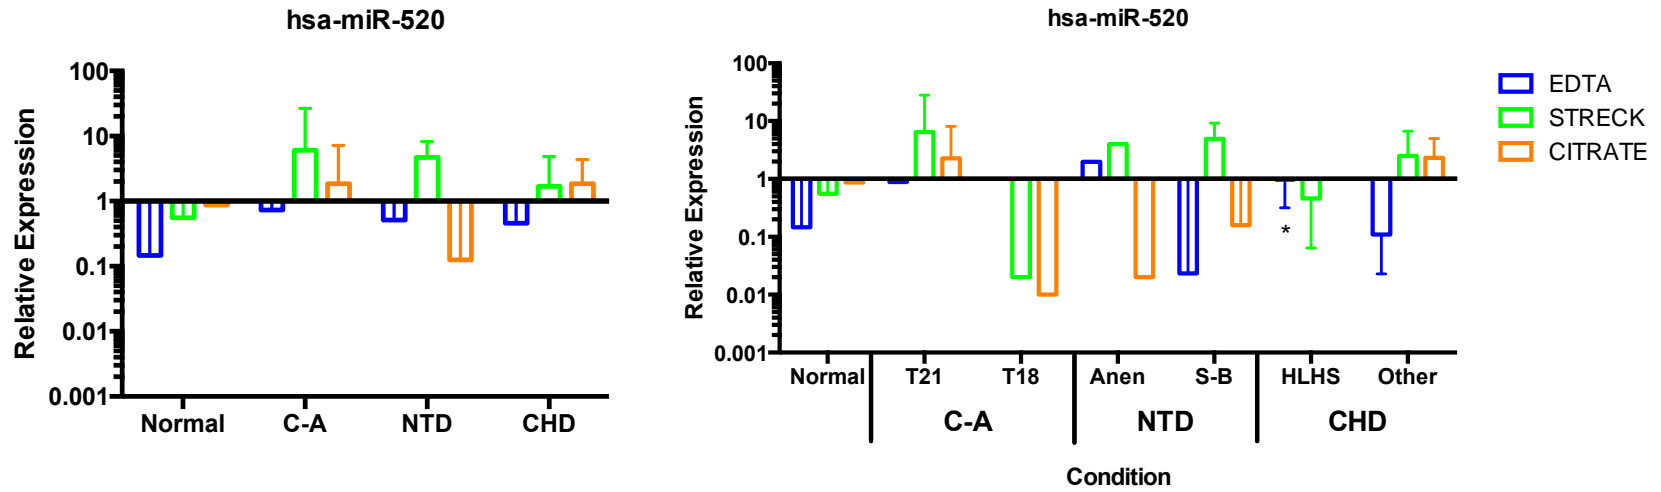 hsa-miR-520
Relative Expression
100
10
1
0.1
0.01
0.001
Normal C-A NTD CHD
hsa-miR-520
Relative Expression
100
10
1
0.1
0.01
0.001
*
Normal T21 T18 Anen S-B HLHS Other
C-A NTD CHD
Condition
EDTA
STRECK
CITRATE